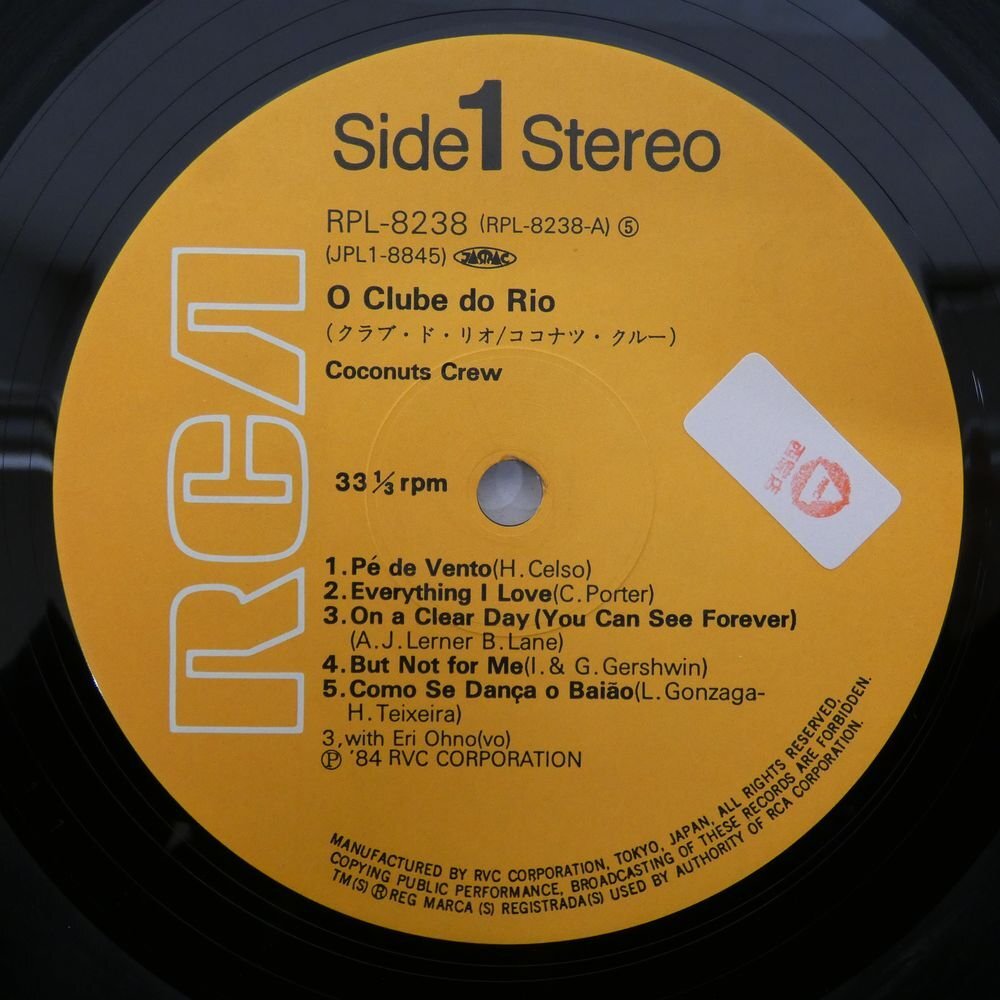 Side 1 Stereo
RPL-8238 (RPL-8238-A) ⑤
(JPL1-8845) JASRAC
O Clube do Rio
(クラブ・ド・リオ/ココナツ・クルー)
Coconuts Crew
RCA
33 1/3 rpm
1.Pé de Vento(H.Celso)
2.Everything I Love(C.Porter)
3.On a Clear Day(You Can See Forever)
(A.J.Lerner B.Lane)
4.But Not for Me(I.& G.Gershwin)
5.Como Se Dança o Baião(L.Gonzaga-
H.Teixeira)
3,with Eri Ohno(vo)
Ⓟ '84 RVC CORPORATION
MANUFACTURED BY RVC CORPORATION, TOKYO, JAPAN, ALL RIGHTS RESERVED,
COPYING PUBLIC PERFORMANCE, BROADCASTING OF THESE RECORDS ARE FORBIDDEN.
TM(S) ® REG MARCA (S) REGISTRADA(S) USED BY AUTHORITY OF RCA CORPORATION.